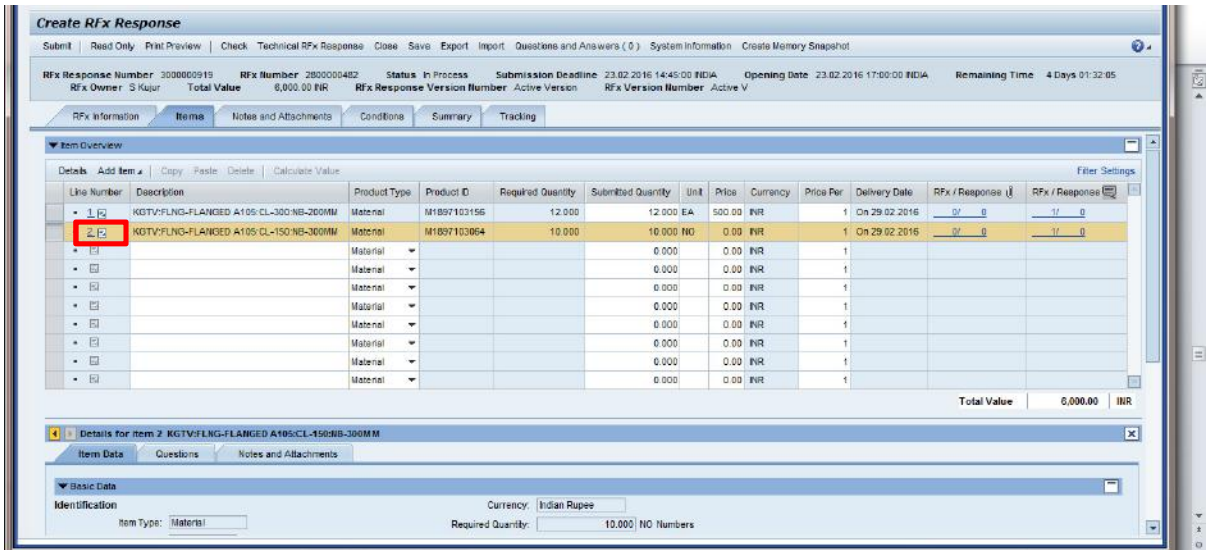 Create RFx Response
Submit | Read Only Print Preview | Check Technical RFx Response Close Save Export Import Questions and Answers ( 0 ) System Information Create Memory Snapshot
RFx Response Number 3000000919 RFx Number 2800000482 Status In Process Submission Deadline 23.02.2016 14:45:00 INDIA Opening Date 23.02.2016 17:00:00 INDIA Remaining Time 4 Days 01:32:05
RFx Owner S Kujur Total Value 6,000.00 INR RFx Response Version Number Active Version RFx Version Number Active V
RFx Information Items Notes and Attachments Conditions Summary Tracking
Item Overview
Details Add Item Copy Paste Delete Calculate Value Filter Settings
Line Number Description Product Type Product ID Required Quantity Submitted Quantity Unit Price Currency Price Per Delivery Date RFx / Response RFx / Response
1 KGTV:FLNG-FLANGED A105:CL-300:NB-200MM Material M1897103156 12.000 12.000 EA 500.00 INR 1 On 29.02.2016 0/ 0 1/ 0
2 KGTV:FLNG-FLANGED A105:CL-150:NB-300MM Material M1897103064 10.000 10.000 NO 0.00 INR 1 On 29.02.2016 0/ 0 1/ 0
Material 0.000 0.00 INR 1
Material 0.000 0.00 INR 1
Material 0.000 0.00 INR 1
Material 0.000 0.00 INR 1
Material 0.000 0.00 INR 1
Material 0.000 0.00 INR 1
Material 0.000 0.00 INR 1
Material 0.000 0.00 INR 1
Total Value 6,000.00 INR
Details for item 2 KGTV:FLNG-FLANGED A105:CL-150:NB-300MM
Item Data Questions Notes and Attachments
Basic Data
Identification Currency: Indian Rupee
Item Type: Material Required Quantity: 10.000 NO Numbers